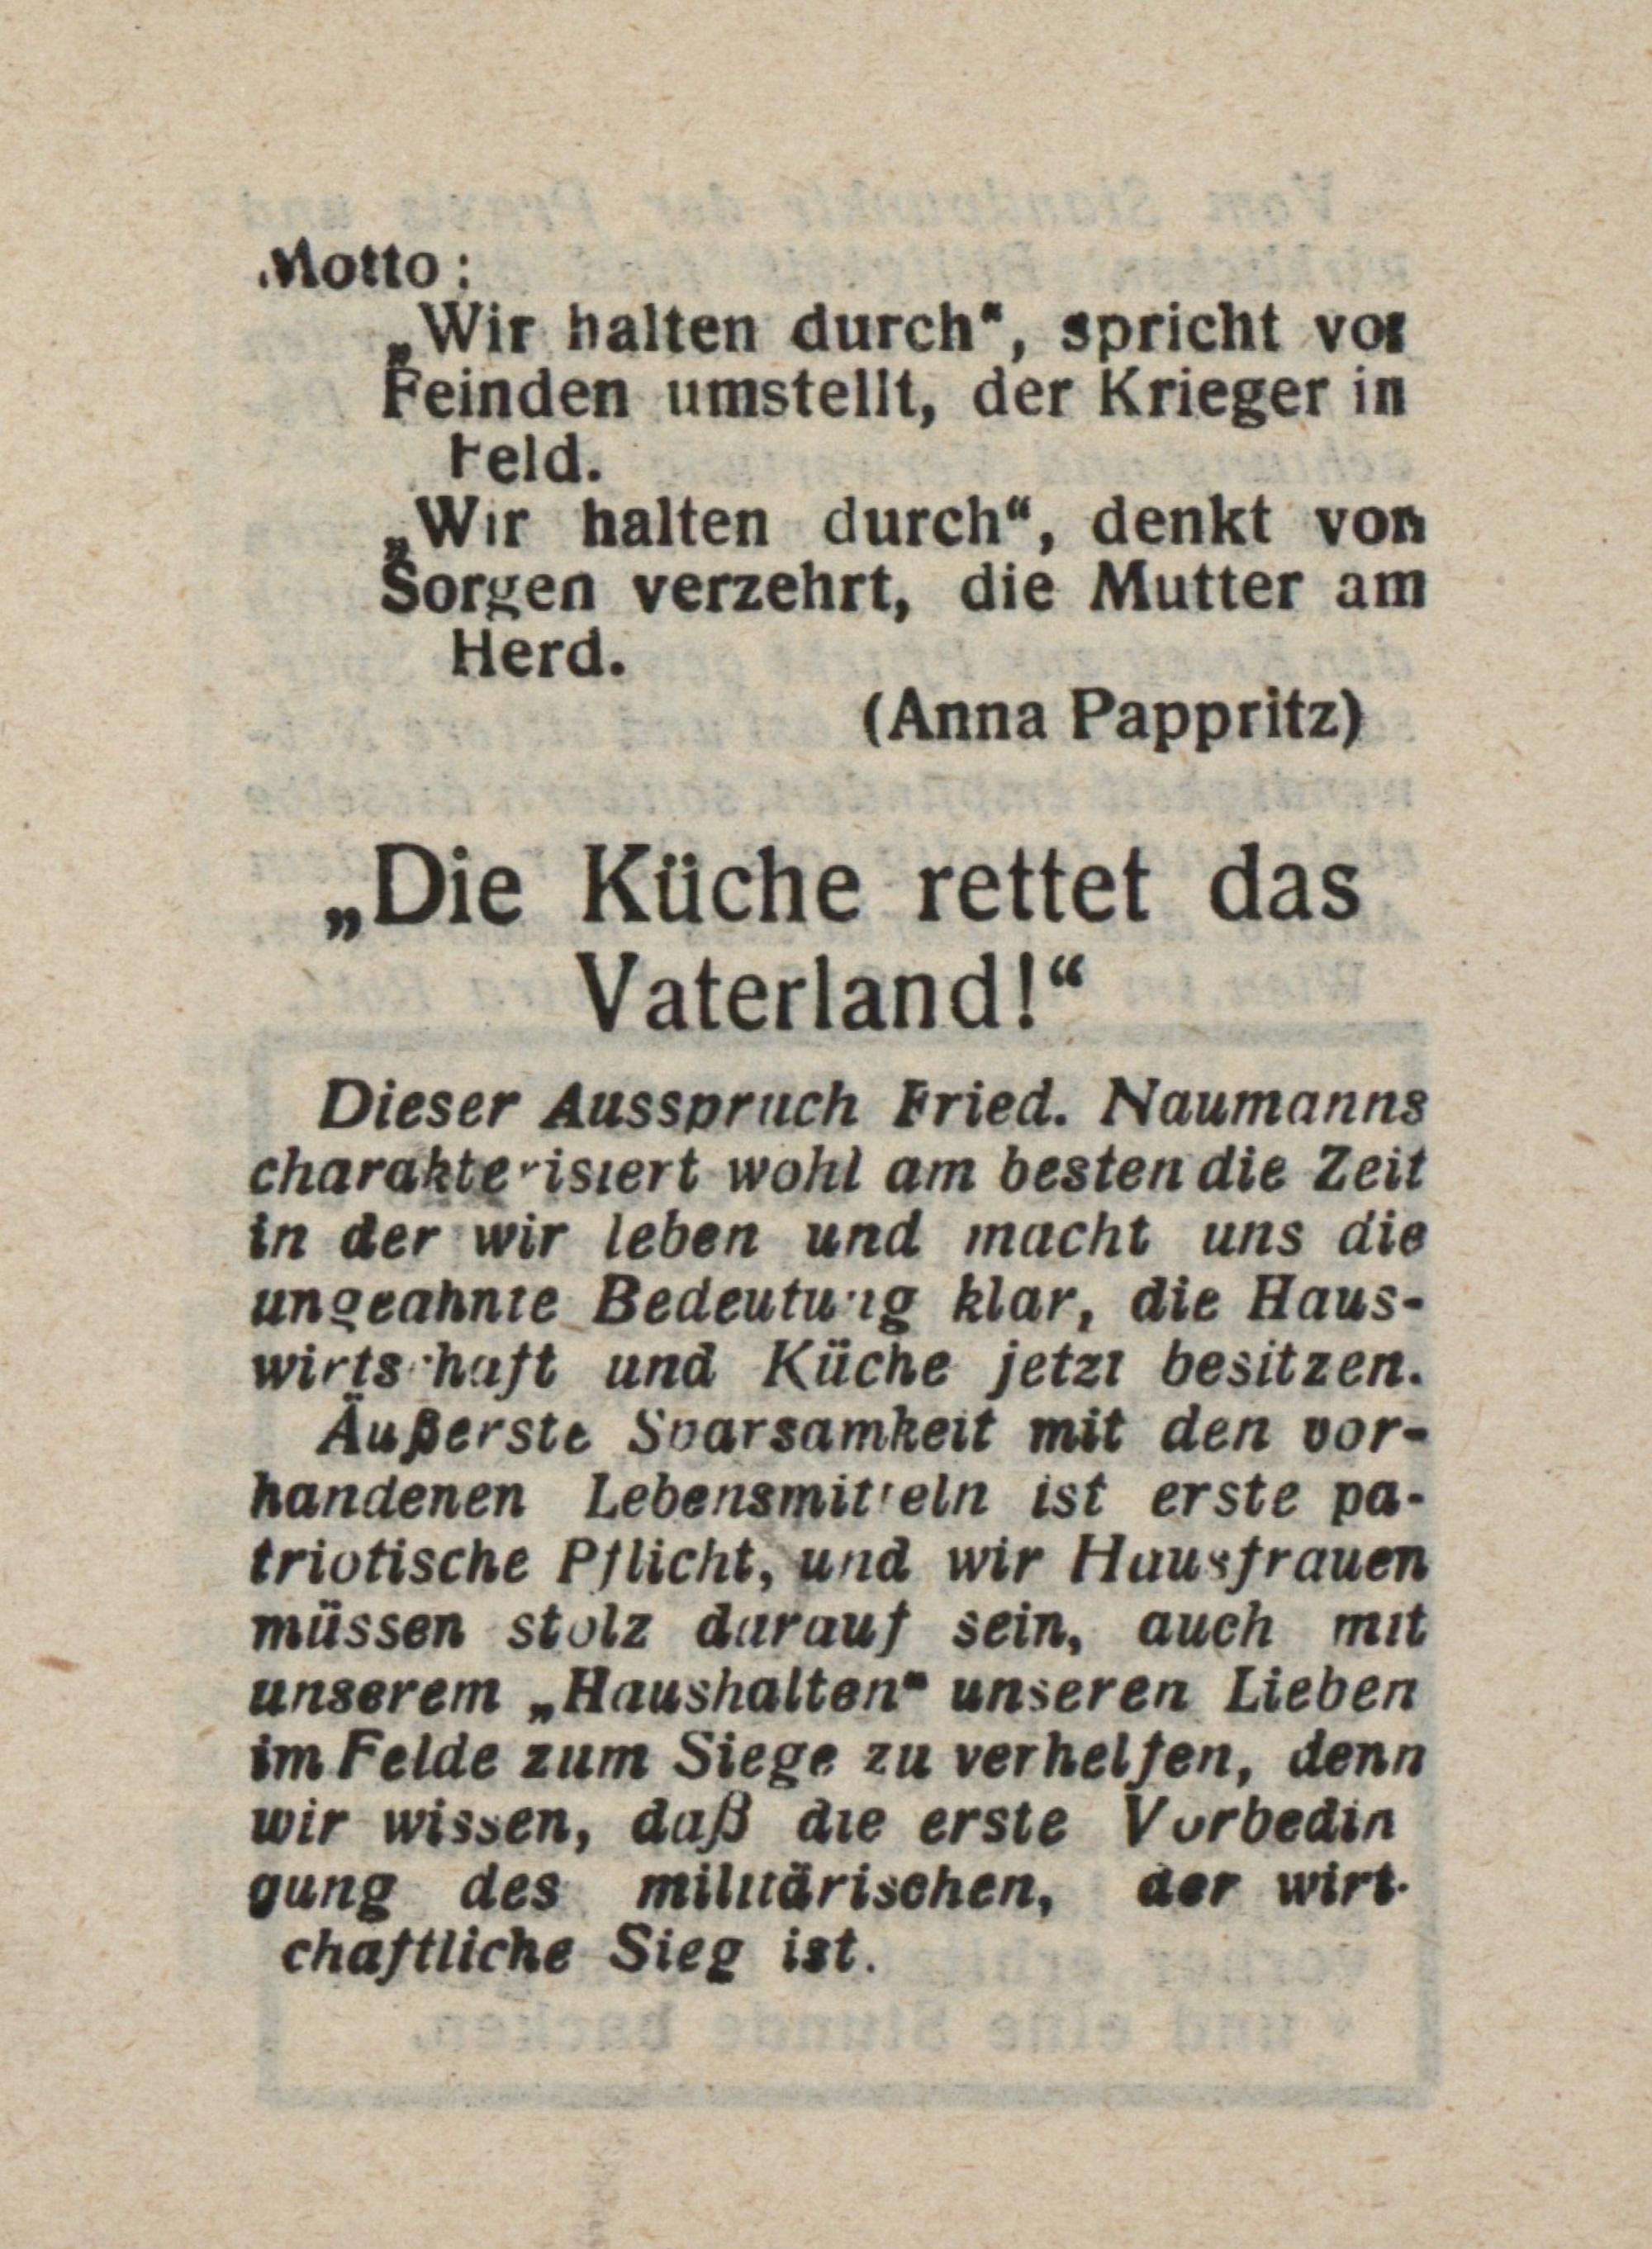 Motto:
„Wir halten durch“, spricht vor
Feinden umstellt, der Krieger in
Feld.
„Wir halten durch“, denkt von
Sorgen verzehrt, die Mutter am
Herd.
(Anna Pappritz)
„Die Küche rettet das
Vaterland!“
Dieser Ausspruch Fried. Naumanns
charakterisiert wohl am besten die Zeit
in der wir leben und macht uns die
ungeahnte Bedeutung klar, die Haus-
wirtschaft und Küche jetzt besitzen.
Äußerste Sparsamkeit mit den vor-
handenen Lebensmitteln ist erste pa-
triotische Pflicht, und wir Hausfrauen
müssen stolz darauf sein, auch mit
unserem „Haushalten“ unseren Lieben
im Felde zum Siege zu verhelfen, denn
wir wissen, daß die erste Vorbedin
gung des militärischen, der wirt-
chaftliche Sieg ist.